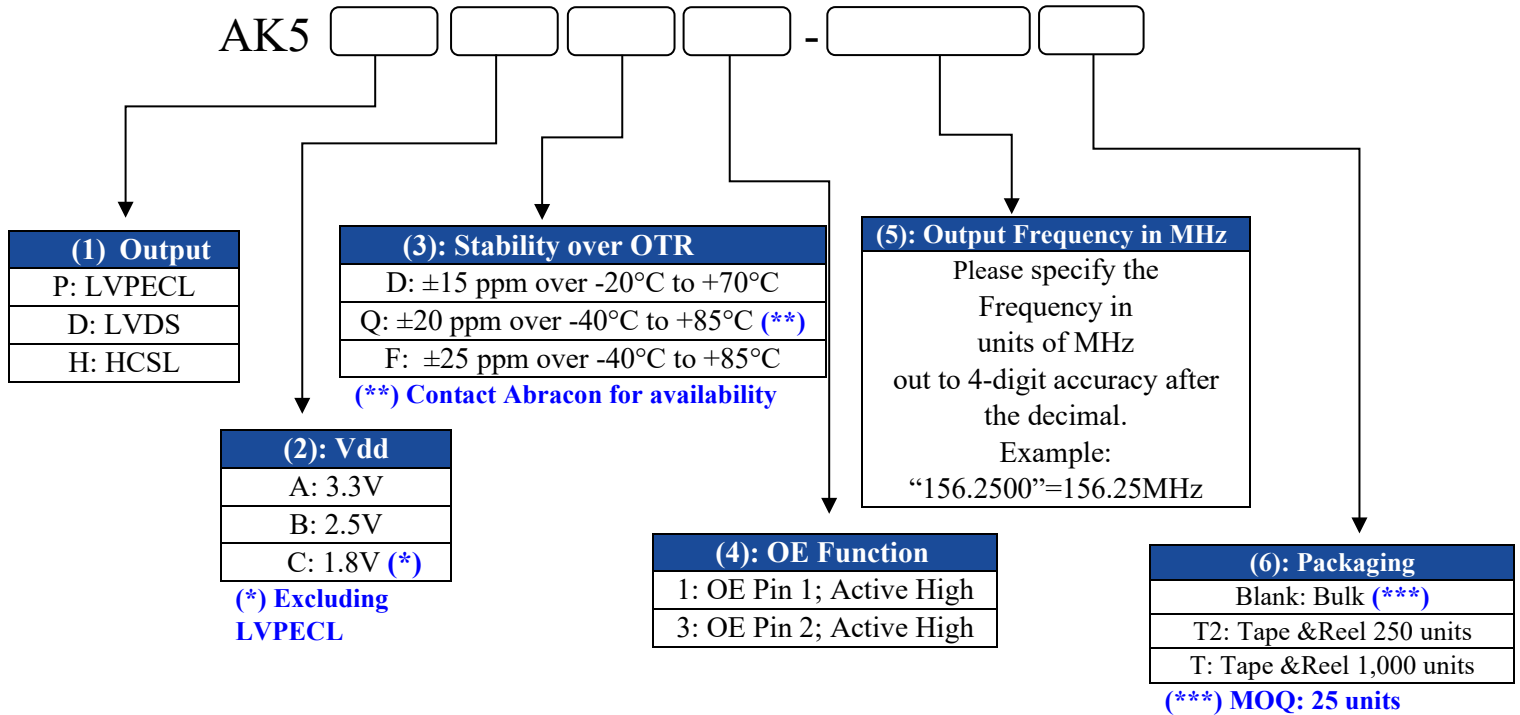 AK5 -
(1) Output
P: LVPECL
D: LVDS
H: HCSL
(2): Vdd
A: 3.3V
B: 2.5V
C: 1.8V (*)
(*) Excluding
LVPECL
(3): Stability over OTR
D: ±15 ppm over -20°C to +70°C
Q: ±20 ppm over -40°C to +85°C (**)
F: ±25 ppm over -40°C to +85°C
(**) Contact Abracon for availability
(4): OE Function
1: OE Pin 1; Active High
3: OE Pin 2; Active High
(5): Output Frequency in MHz
Please specify the
Frequency in
units of MHz
out to 4-digit accuracy after
the decimal.
Example:
“156.2500”=156.25MHz
(6): Packaging
Blank: Bulk (***)
T2: Tape &Reel 250 units
T: Tape &Reel 1,000 units
(***) MOQ: 25 units